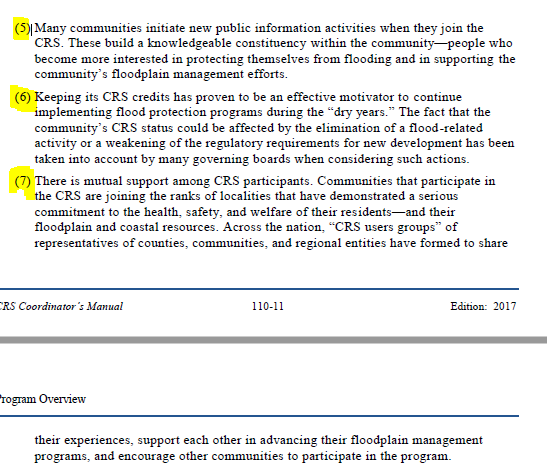 (5) Many communities initiate new public information activities when they join the
CRS. These build a knowledgeable constituency within the community—people who
become more interested in protecting themselves from flooding and in supporting the
community's floodplain management efforts.
(6) Keeping its CRS credits has proven to be an effective motivator to continue
implementing flood protection programs during the "dry years." The fact that the
community's CRS status could be affected by the elimination of a flood-related
activity or a weakening of the regulatory requirements for new development has been
taken into account by many governing boards when considering such actions.
(7) There is mutual support among CRS participants. Communities that participate in
the CRS are joining the ranks of localities that have demonstrated a serious
commitment to the health, safety, and welfare of their residents—and their
floodplain and coastal resources. Across the nation, "CRS users groups" of
representatives of counties, communities, and regional entities have formed to share
CRS Coordinator's Manual 110-11 Edition: 2017
Program Overview
their experiences, support each other in advancing their floodplain management
programs, and encourage other communities to participate in the program.